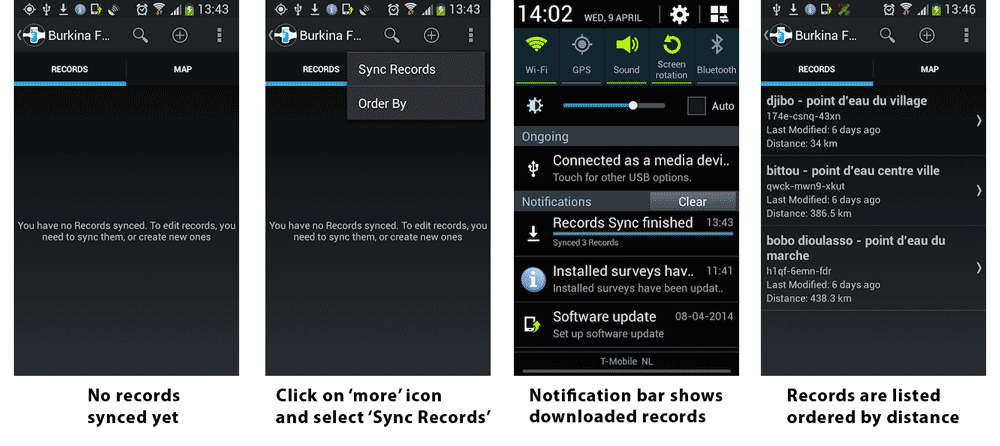 13:43
Burkina F...
RECORDS
MAP
You have no Records synced. To edit records, you
need to sync them, or create new ones
No records
synced yet
13:43
Burkina F...
RECORDS
Sync Records
Order By
You have no Records synced. To edit records, you
need to sync them, or create new ones
Click on ‘more’ icon
and select ‘Sync Records’
14:02 WED, 9 APRIL
Wi-Fi
GPS
Sound
Screen
rotation
Bluetooth
Auto
Ongoing
Connected as a media devi..
Touch for other USB options.
Notifications
Clear
Records Sync finished 13:43
Synced 3 Records
Installed surveys hav.. 11:41
Installed surveys have been updat..
Software update 08-04-2014
Set up software update
T-Mobile NL
Notification bar shows
downloaded records
13:46
Burkina F...
RECORDS
MAP
djibo - point d'eau du village
174e-csnq-43xn
Last Modified: 6 days ago
Distance: 34 km
bittou - point d'eau centre ville
qwck-mwn9-xkut
Last Modified: 6 days ago
Distance: 386.5 km
bobo dioulasso - point d'eau du
marche
h1qf-6emn-fdr
Last Modified: 6 days ago
Distance: 438.3 km
Records are listed
ordered by distance